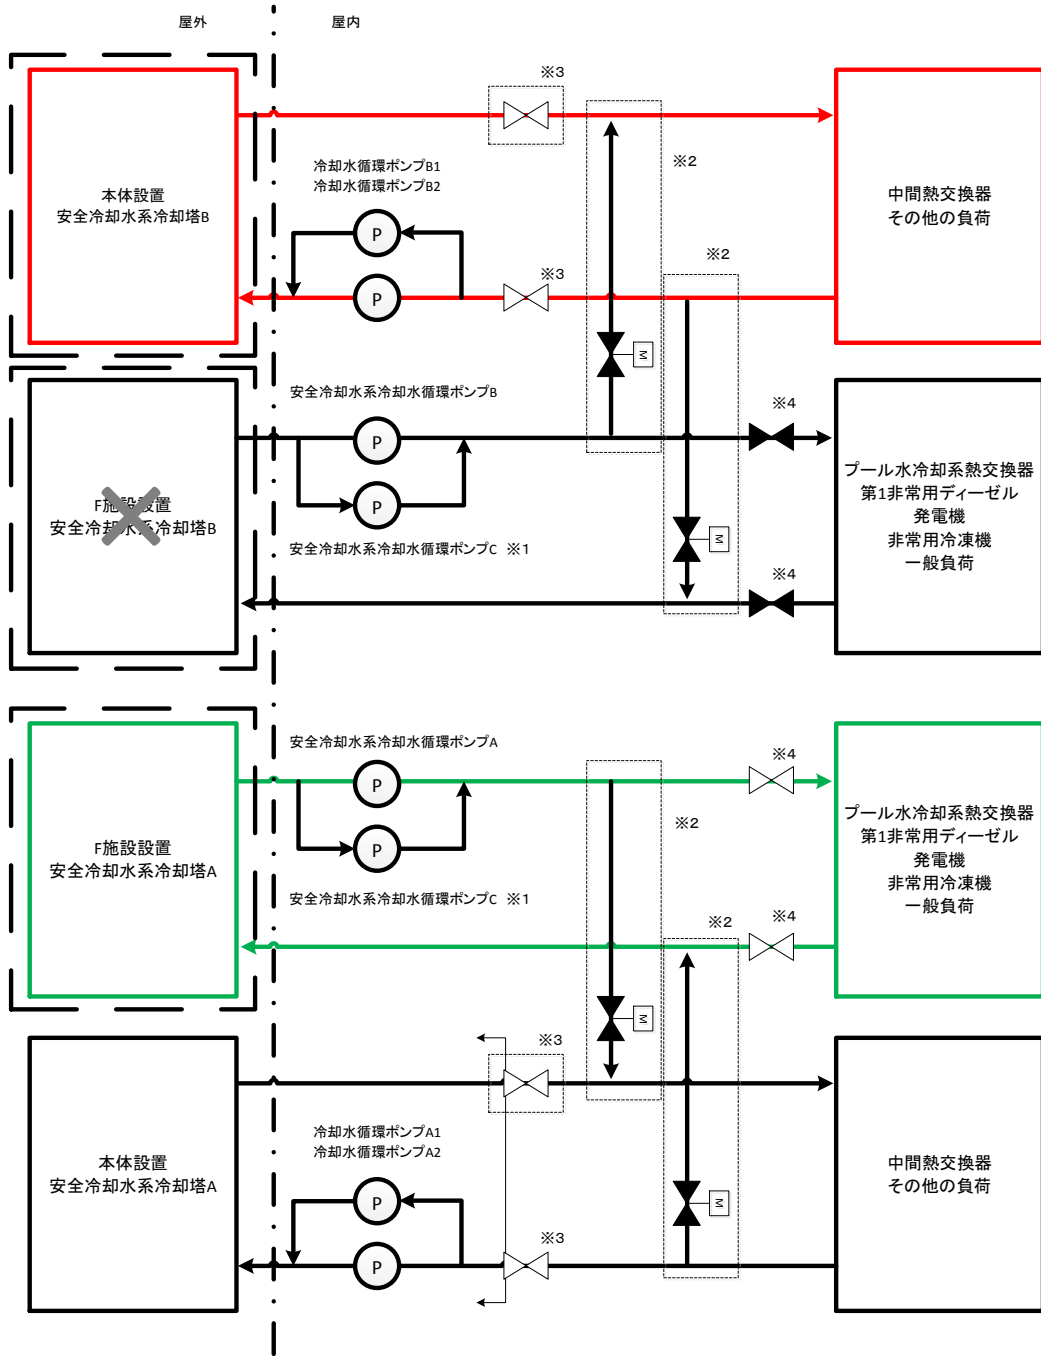 屋外
屋内
※3
本体設置
安全冷却水系冷却塔B
冷却水循環ポンプB1
冷却水循環ポンプB2
P
P
※3
※2
※2
M
中間熱交換器
その他の負荷
F施設設置
安全冷却水系冷却塔B
安全冷却水系冷却水循環ポンプB
P
P
安全冷却水系冷却水循環ポンプC ※1
M
※4
※4
プール水冷却系熱交換器
第1非常用ディーゼル
発電機
非常用冷凍機
一般負荷
F施設設置
安全冷却水系冷却塔A
安全冷却水系冷却水循環ポンプA
P
P
安全冷却水系冷却水循環ポンプC ※1
※2
※2
M
※4
※4
プール水冷却系熱交換器
第1非常用ディーゼル
発電機
非常用冷凍機
一般負荷
本体設置
安全冷却水系冷却塔A
※3
冷却水循環ポンプA1
冷却水循環ポンプA2
P
P
※3
M
中間熱交換器
その他の負荷